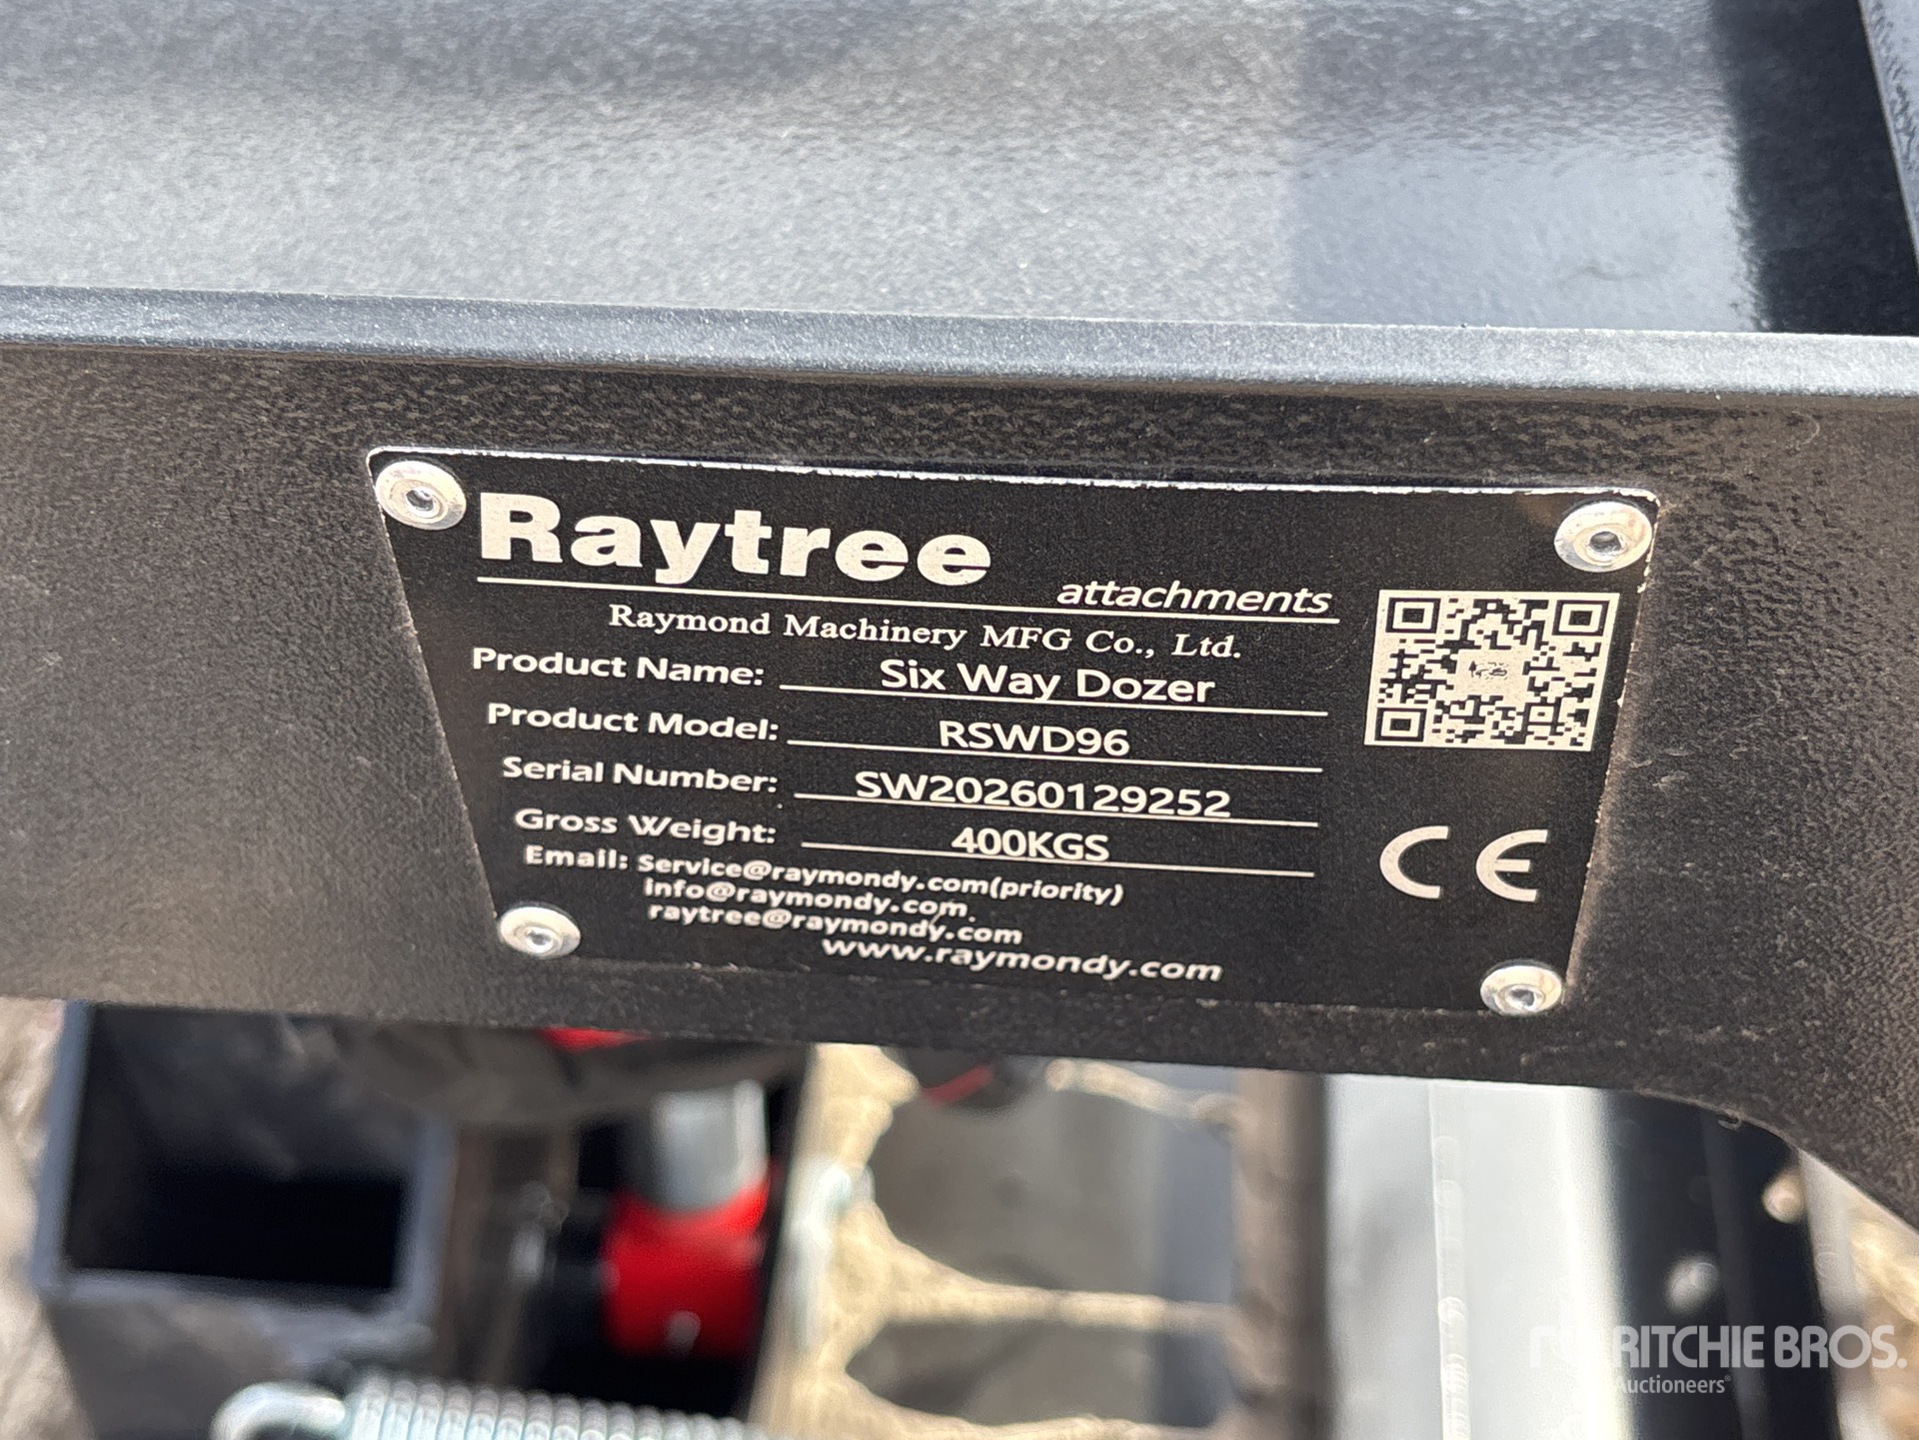 Raytree
attachments
Raymond Machinery MFG Co., Ltd.
Product Name: Six Way Dozer
Product Model: RSWD96
Serial Number: SW20260129252
Gross Weight: 400KGS
Email: Service@raymondy.com(priority)
info@raymondy.com
raytree@raymondy.com
www.raymondy.com
CE
RITCHIE BROS.
Auctioneers®